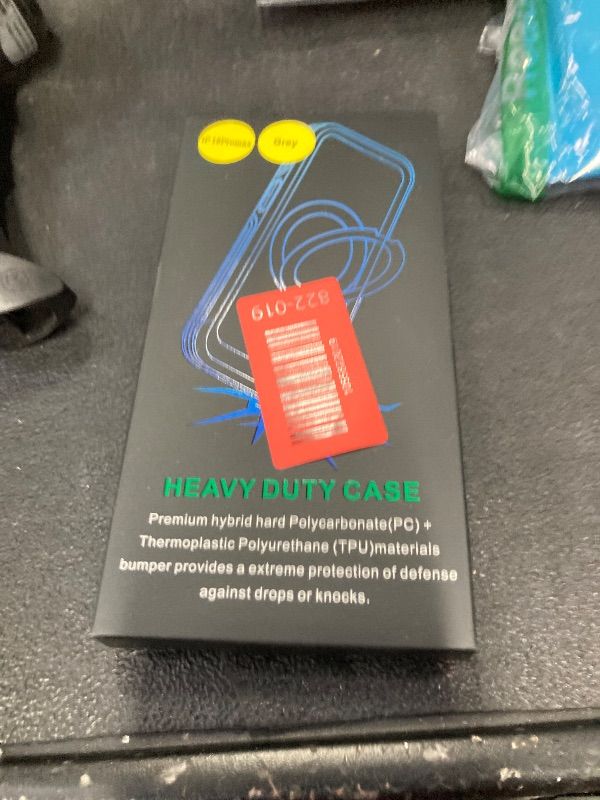 Grey
822-019
HEAVY DUTY CASE
Premium hybrid hard Polycarbonate(PC) +
Thermoplastic Polyurethane (TPU)materials
bumper provides a extreme protection of defense
against drops or knocks.